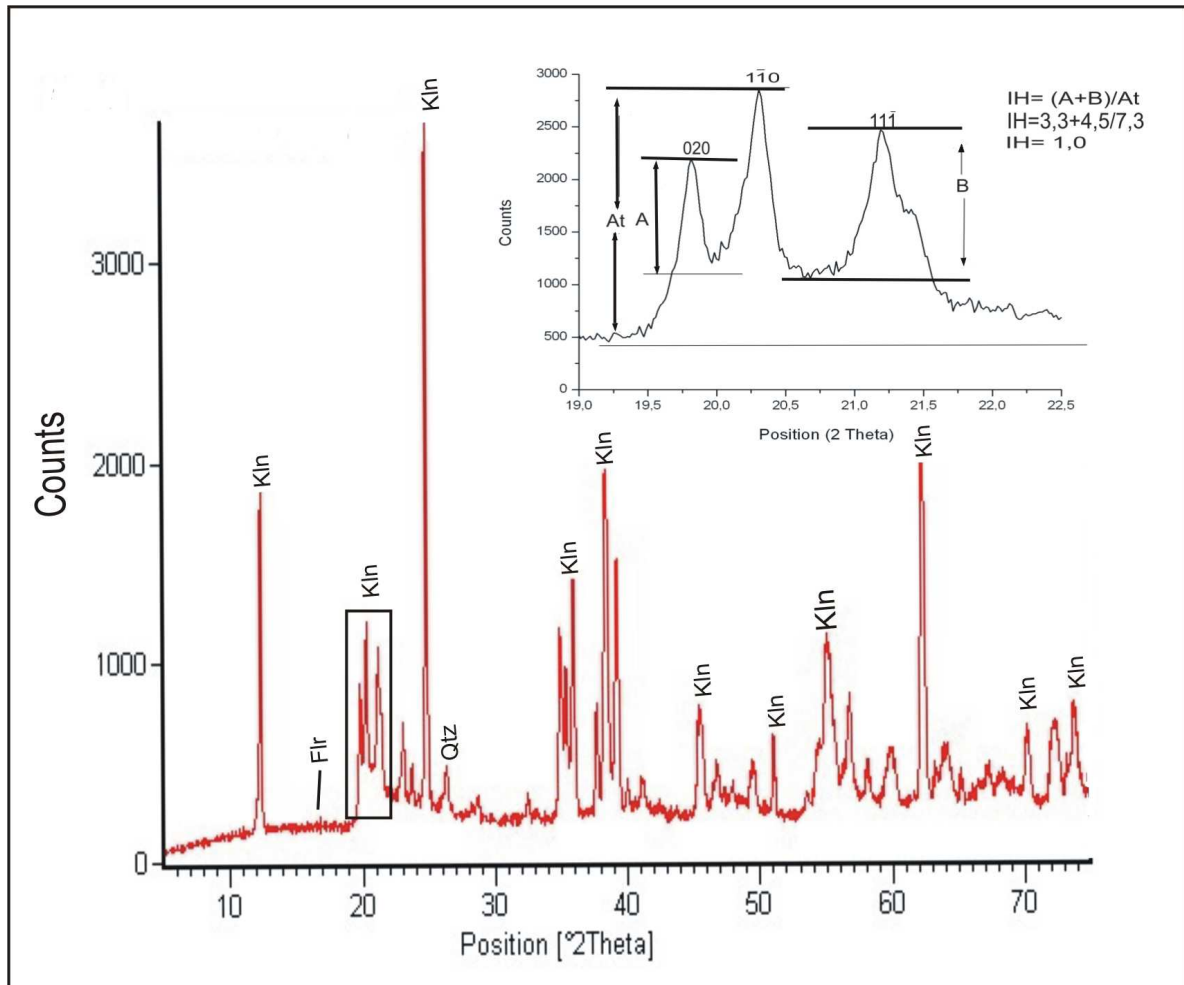 3000
2500
2000
1500
1000
500
0
Counts
19,0 19,5 20,0 20,5 21,0 21,5 22,0 22,5
Position (2 Theta)
020
11̄0
111̄
At
A
B
IH= (A+B)/At
IH=3,3+4,5/7,3
IH= 1,0
Counts
3000
2000
1000
0
10 20 30 40 50 60 70
Position [°2Theta]
Kln
Flr
Kln
Kln
Qtz
Kln
Kln
Kln
Kln
Kln
Kln
Kln
Kln